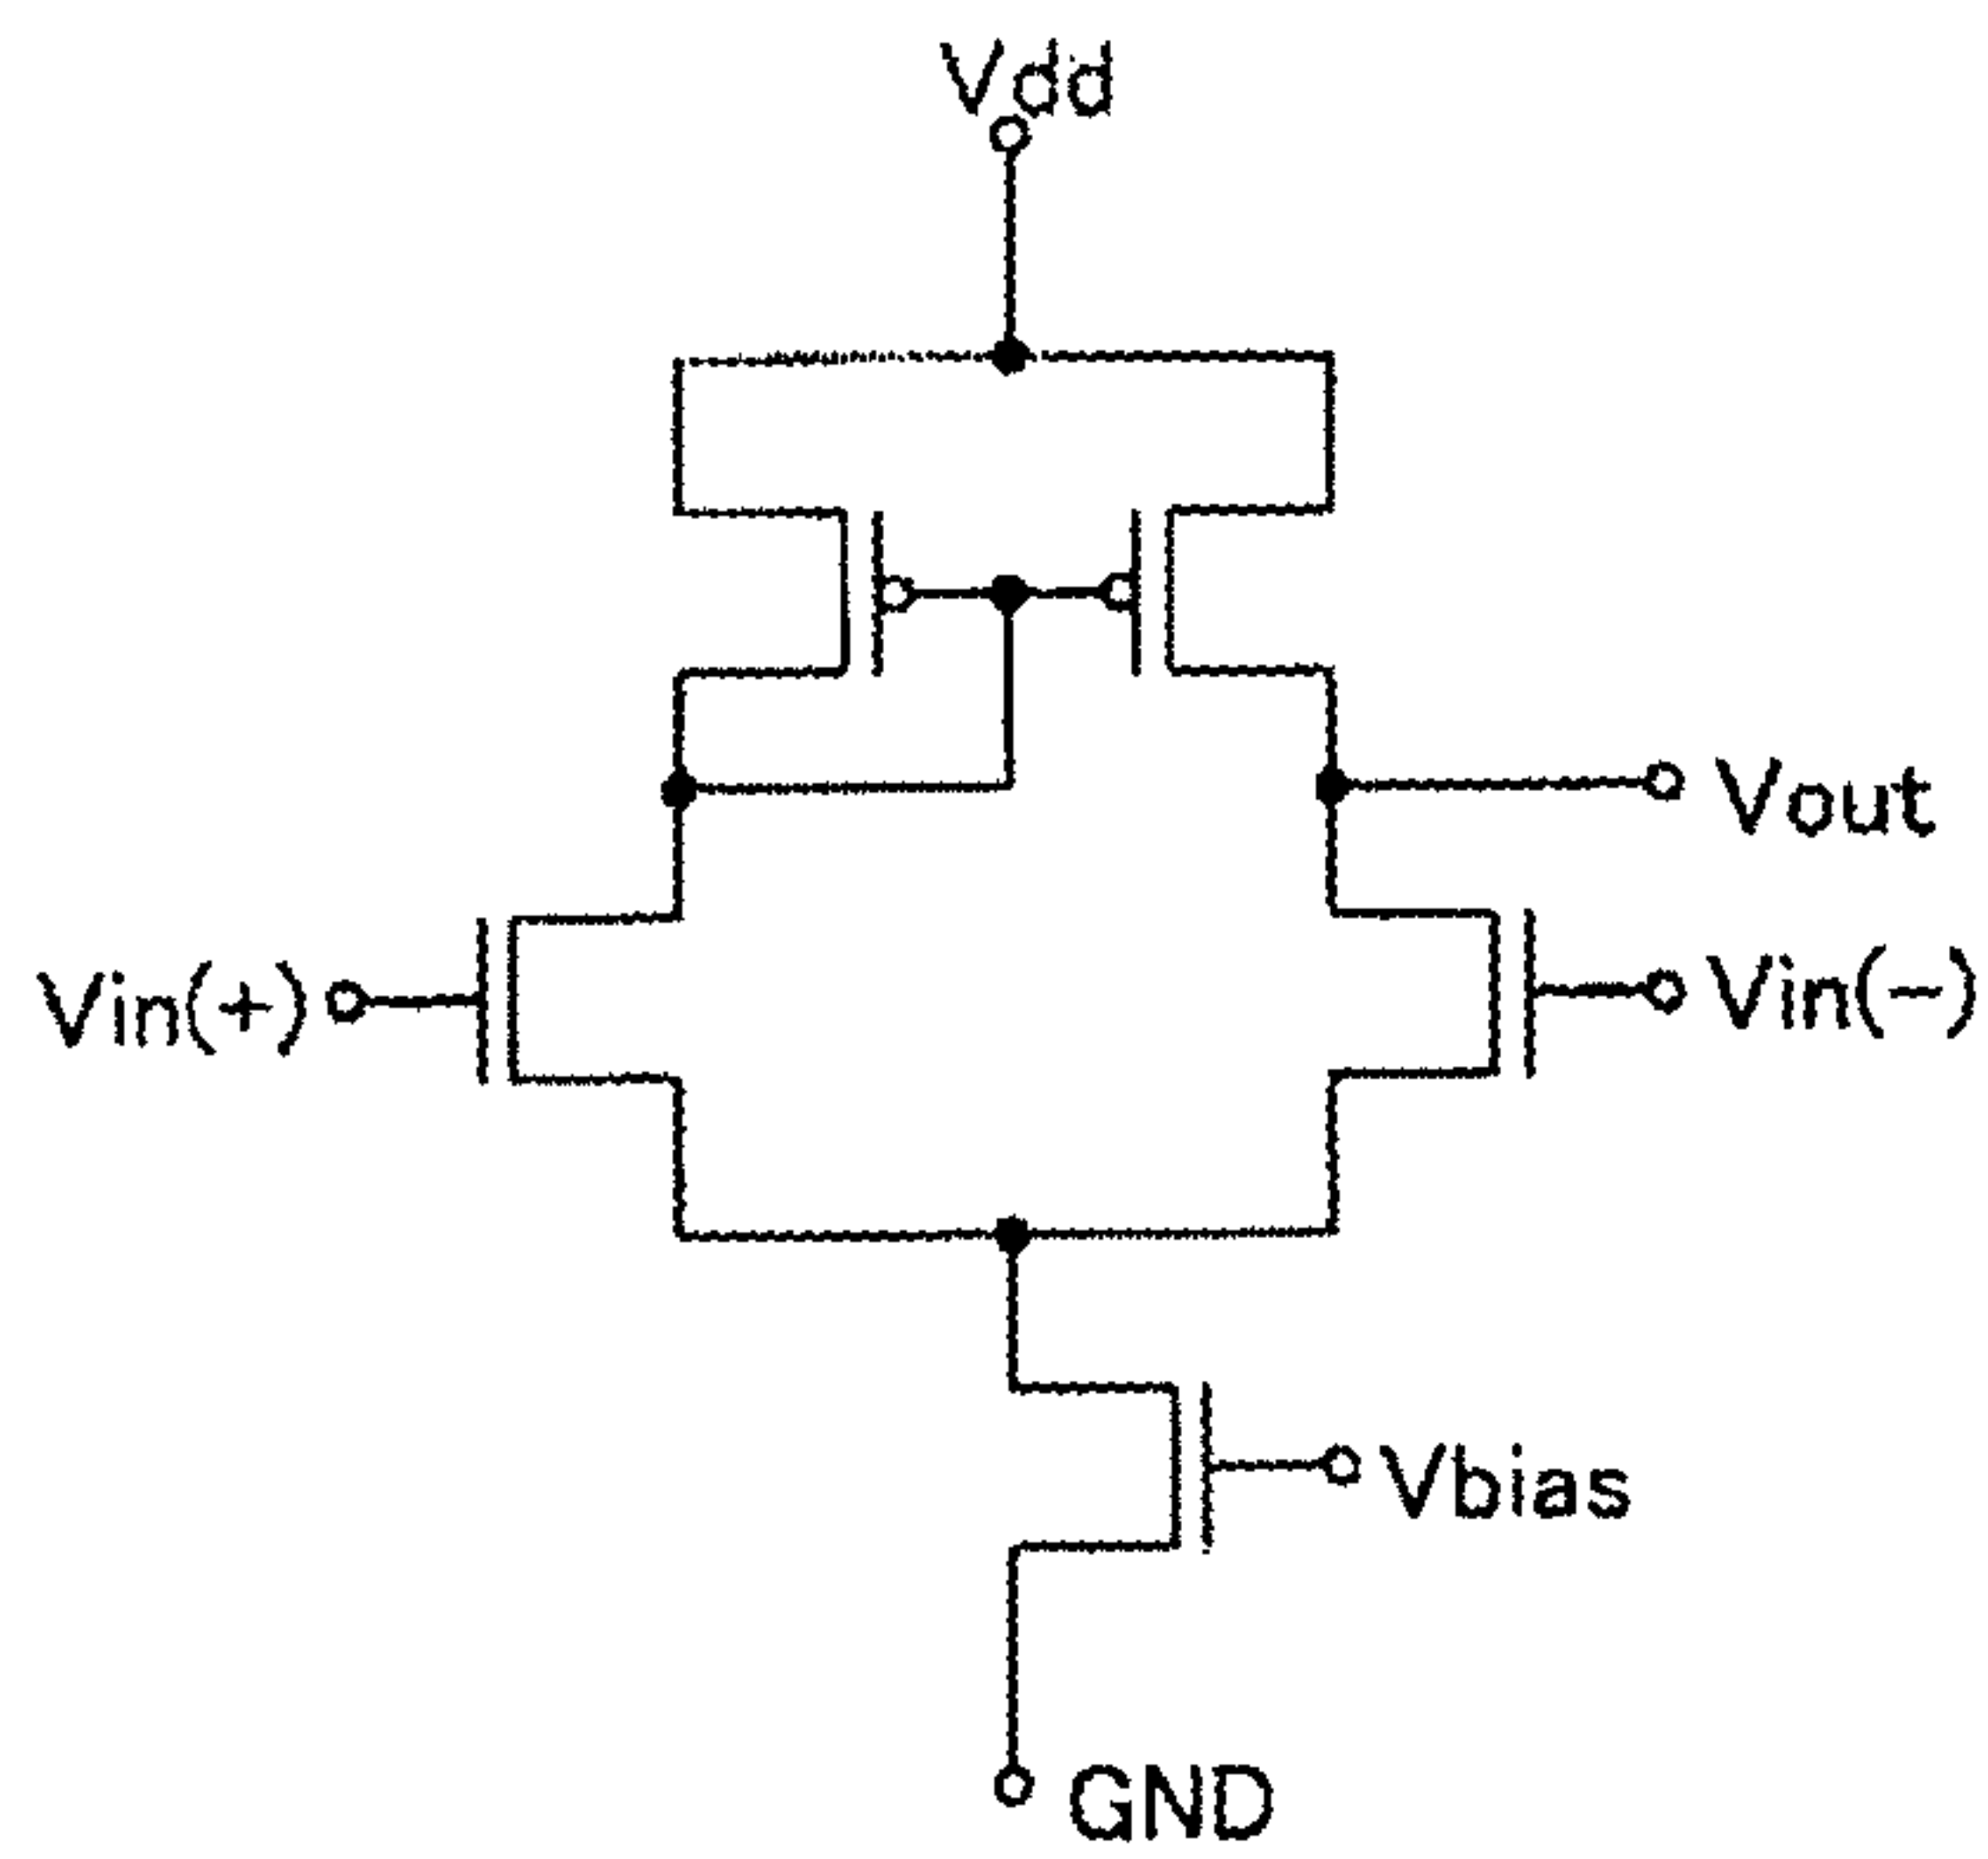 Vdd
Vout
Vin(+)
Vin(-)
Vbias
GND